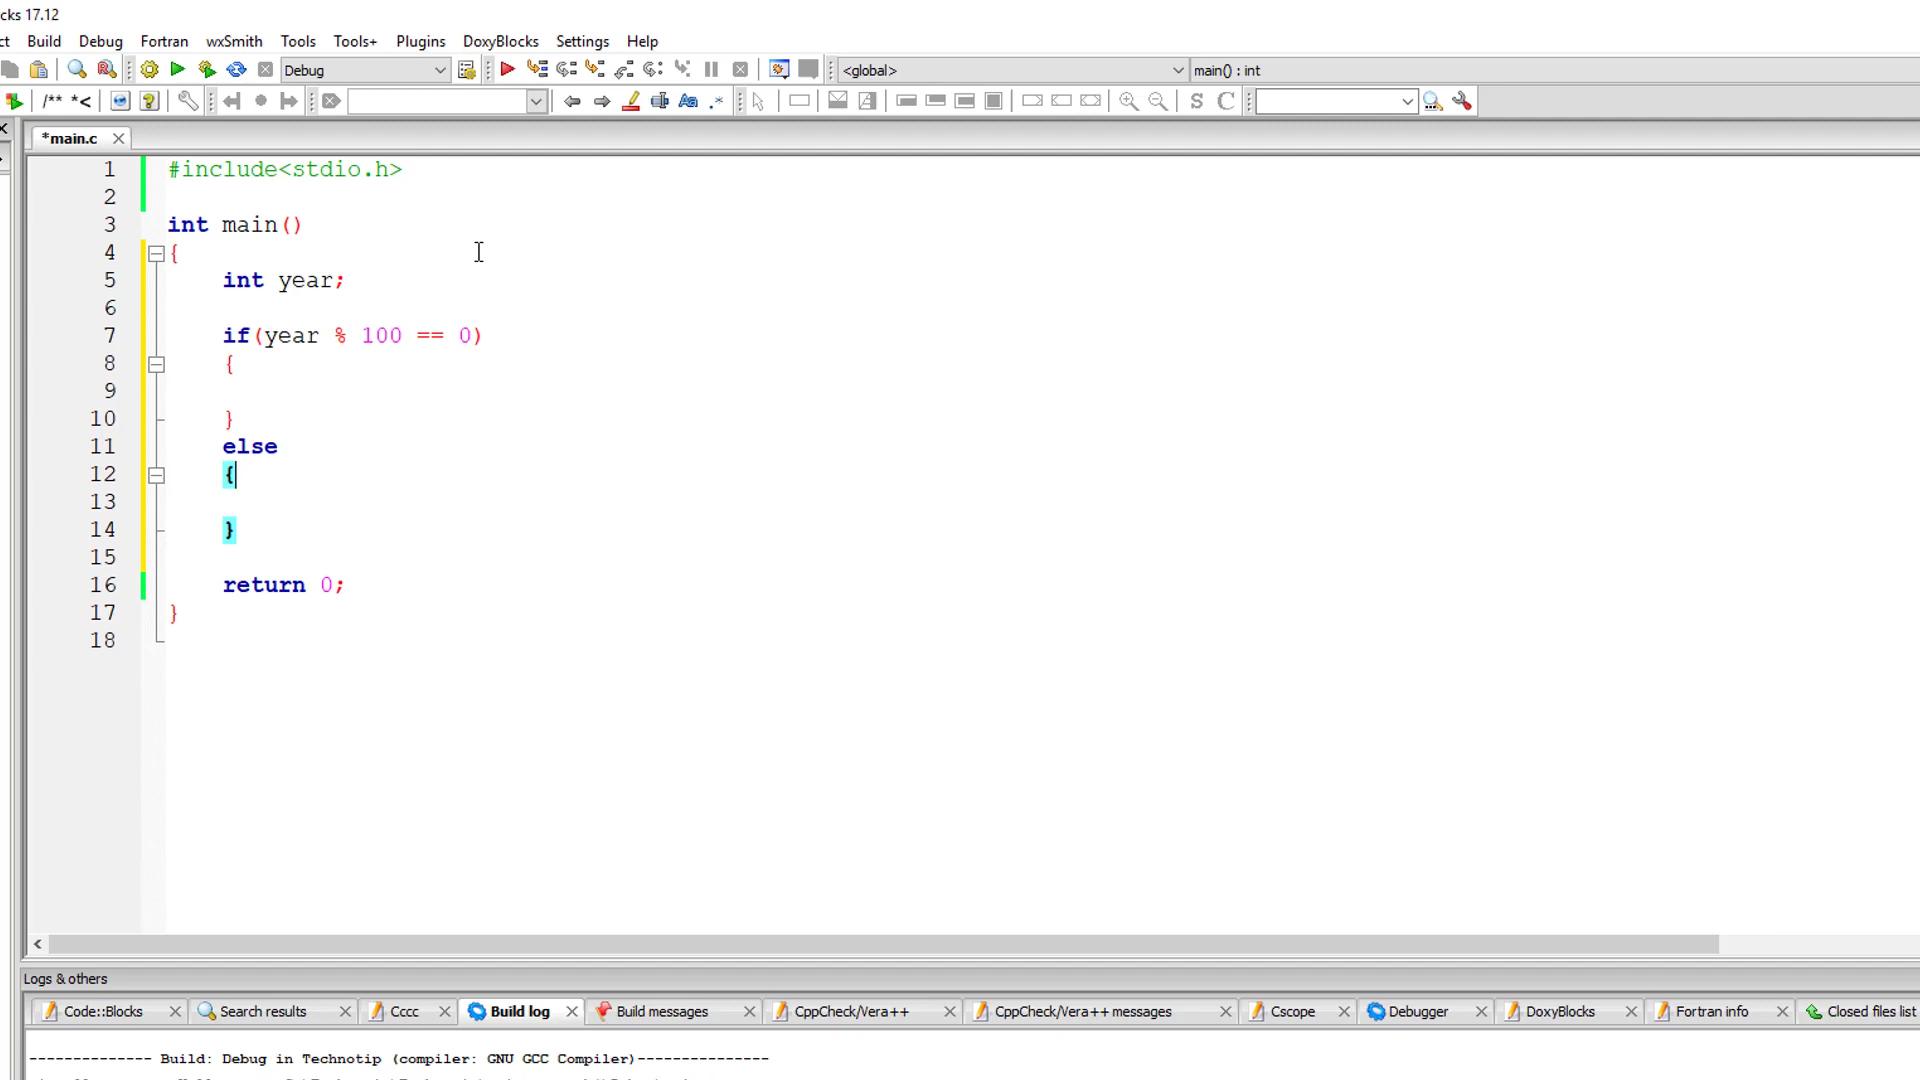 cks 17.12
ct Build Debug Fortran wxSmith Tools Tools+ Plugins DoxyBlocks Settings Help
Debug <global> main() : int
/** *< Aa .* S C
*main.c
1 #include<stdio.h>
2
3 int main()
4 {
5 int year;
6
7 if(year % 100 == 0)
8 {
9
10 }
11 else
12 {
13
14 }
15
16 return 0;
17 }
18
Logs & others
Code::Blocks Search results Cccc Build log Build messages CppCheck/Vera++ CppCheck/Vera++ messages Cscope Debugger DoxyBlocks Fortran info Closed files list
-------------- Build: Debug in Technotip (compiler: GNU GCC Compiler)---------------